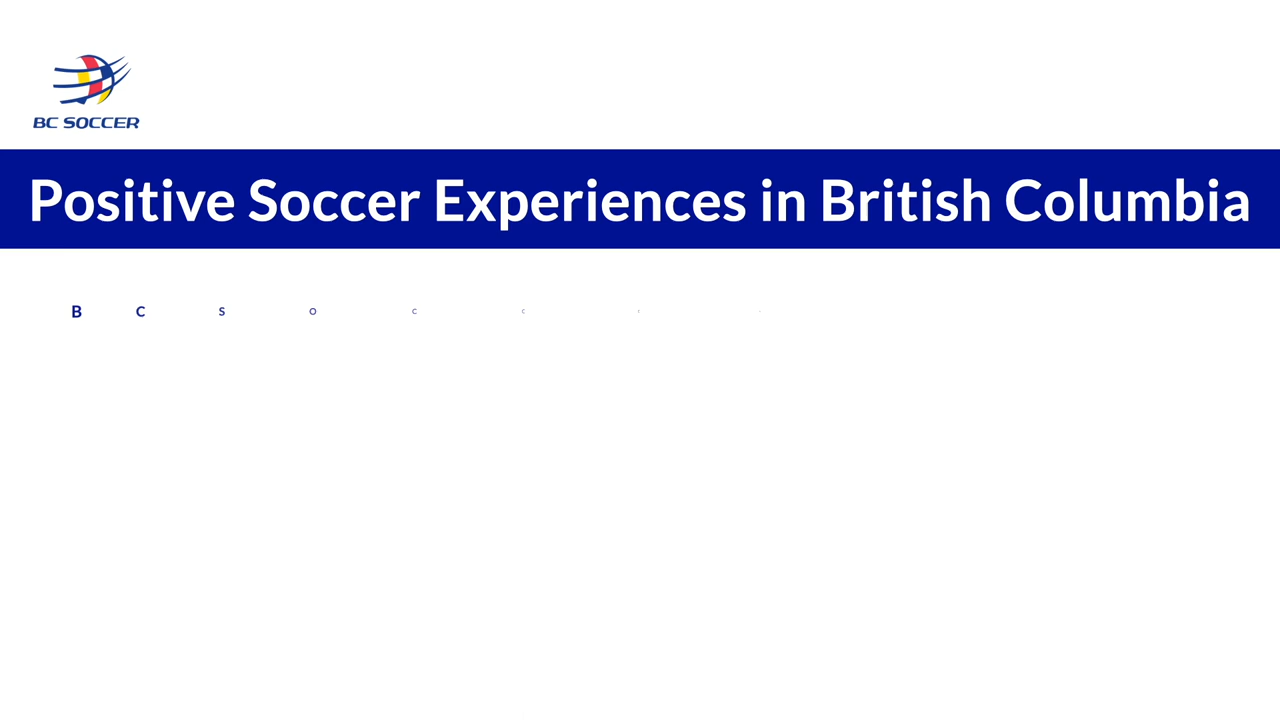 BC SOCCER
Positive Soccer Experiences in British Columbia
B C S O C C